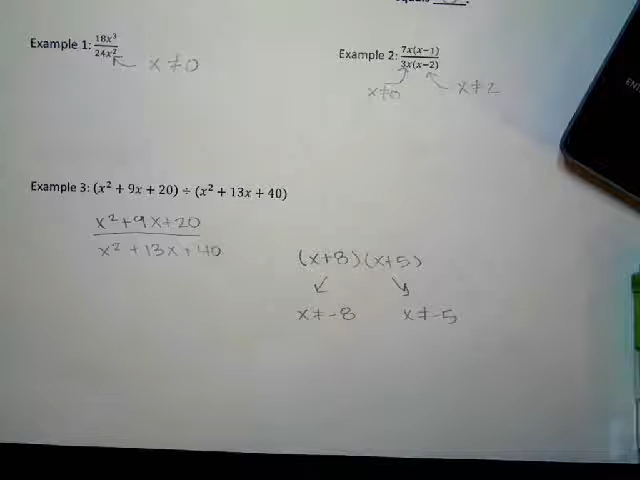 equals
Example 1: 18x³/24x²
x ≠ 0
Example 2: 7x(x−1)/3x(x−2)
x ≠ 0
x ≠ 2
Example 3: (x² + 9x + 20) ÷ (x² + 13x + 40)
x²+9x+20
x²+13x+40
(x+8)(x+5)
x ≠ -8
x ≠ -5